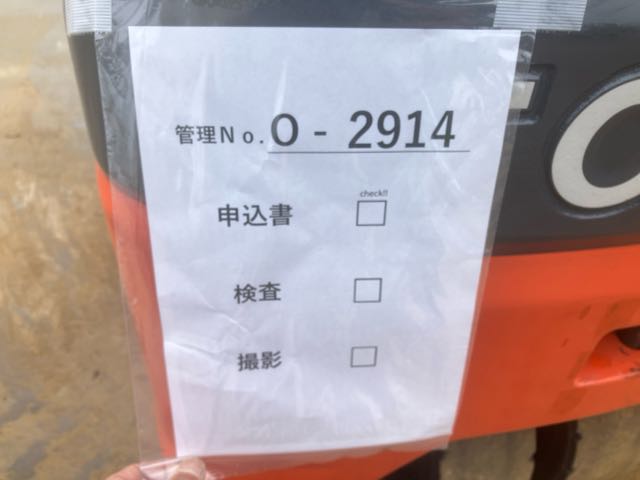 管理No. O - 2914
check!!
申込書 □
検査 □
撮影 □